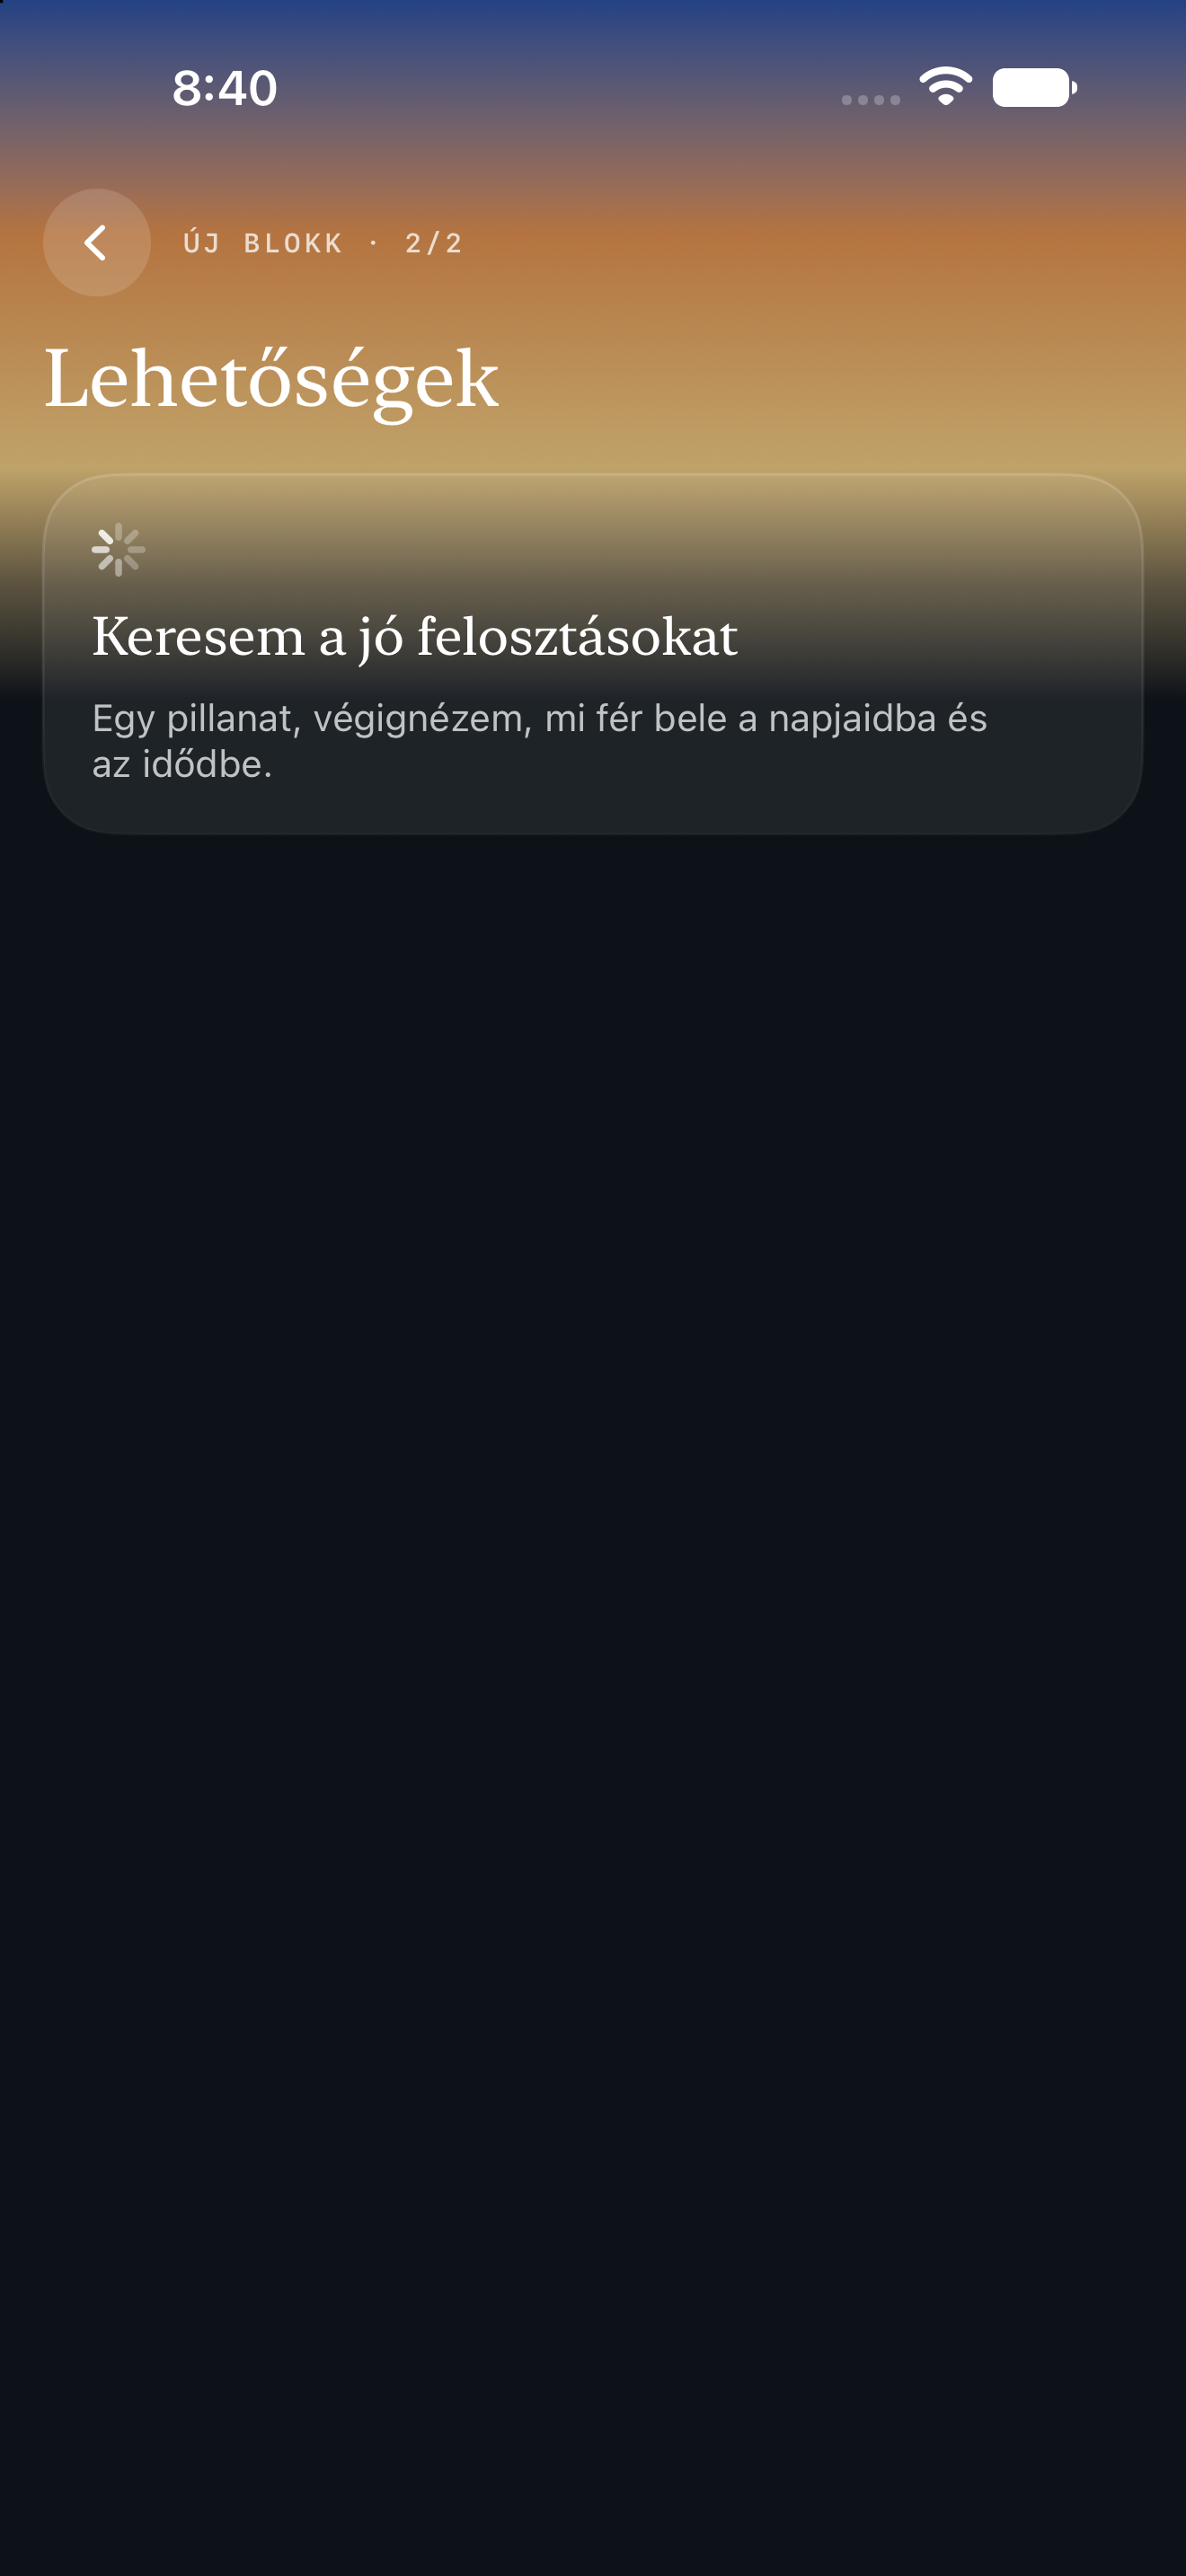 8:40
ÚJ BLOKK · 2/2
Lehetőségek
Keresem a jó felosztásokat
Egy pillanat, végignézem, mi fér bele a napjaidba és
az idődbe.